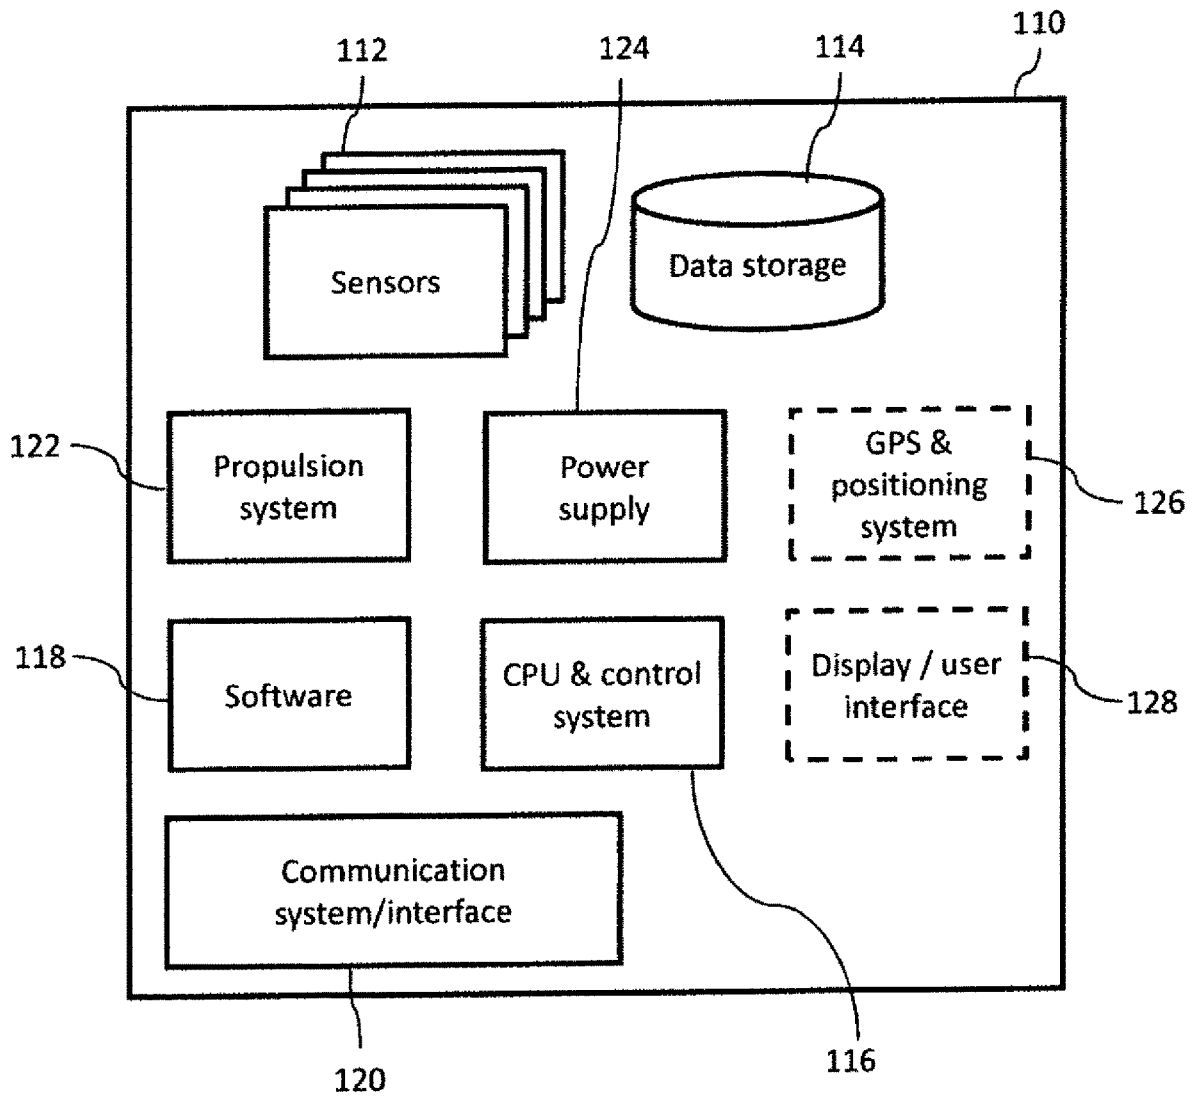 110
112
124
114
Sensors
Data storage
122
Propulsion
system
Power
supply
GPS &
positioning
system
126
118
Software
CPU & control
system
Display / user
interface
128
Communication
system/interface
120
116